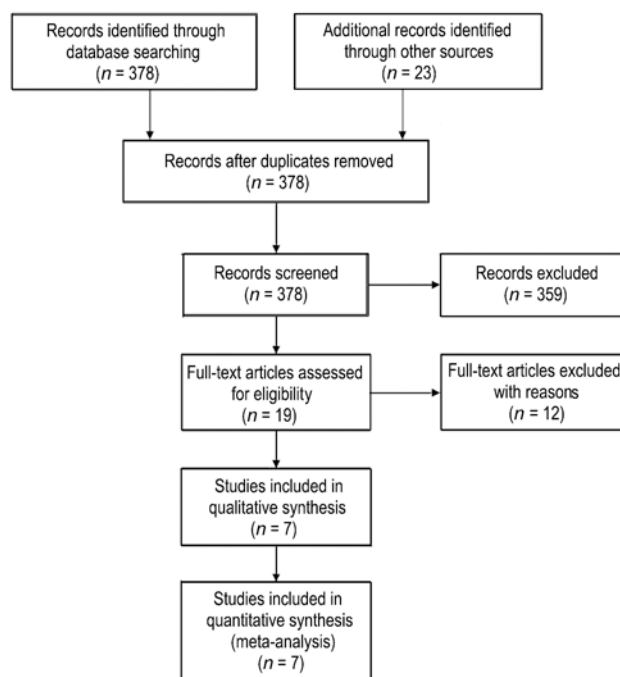 Records identified through
database searching
(n = 378)
Additional records identified
through other sources
(n = 23)
Records after duplicates removed
(n = 378)
Records screened
(n = 378)
Records excluded
(n = 359)
Full-text articles assessed
for eligibility
(n = 19)
Full-text articles excluded
with reasons
(n = 12)
Studies included in
qualitative synthesis
(n = 7)
Studies included in
quantitative synthesis
(meta-analysis)
(n = 7)